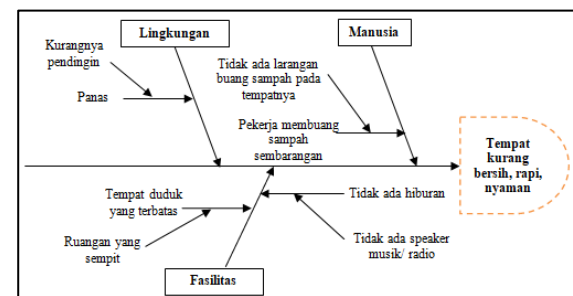 Lingkungan
Manusia
Kurangnya
pendingin
Panas
Tidak ada larangan
buang sampah pada
tempatnya
Pekerja membuang
sampah
sembarangan
Tempat
kurang
bersih, rapi,
nyaman
Tempat duduk
yang terbatas
Ruangan yang
sempit
Tidak ada hiburan
Tidak ada speaker
musik/ radio
Fasilitas